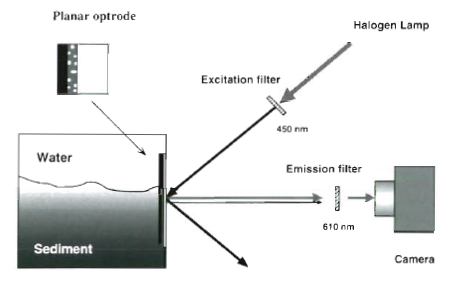 Planar optrode
Halogen Lamp
Excitation filter
450 nm
Water
Emission filter
610 nm
Sediment
Camera